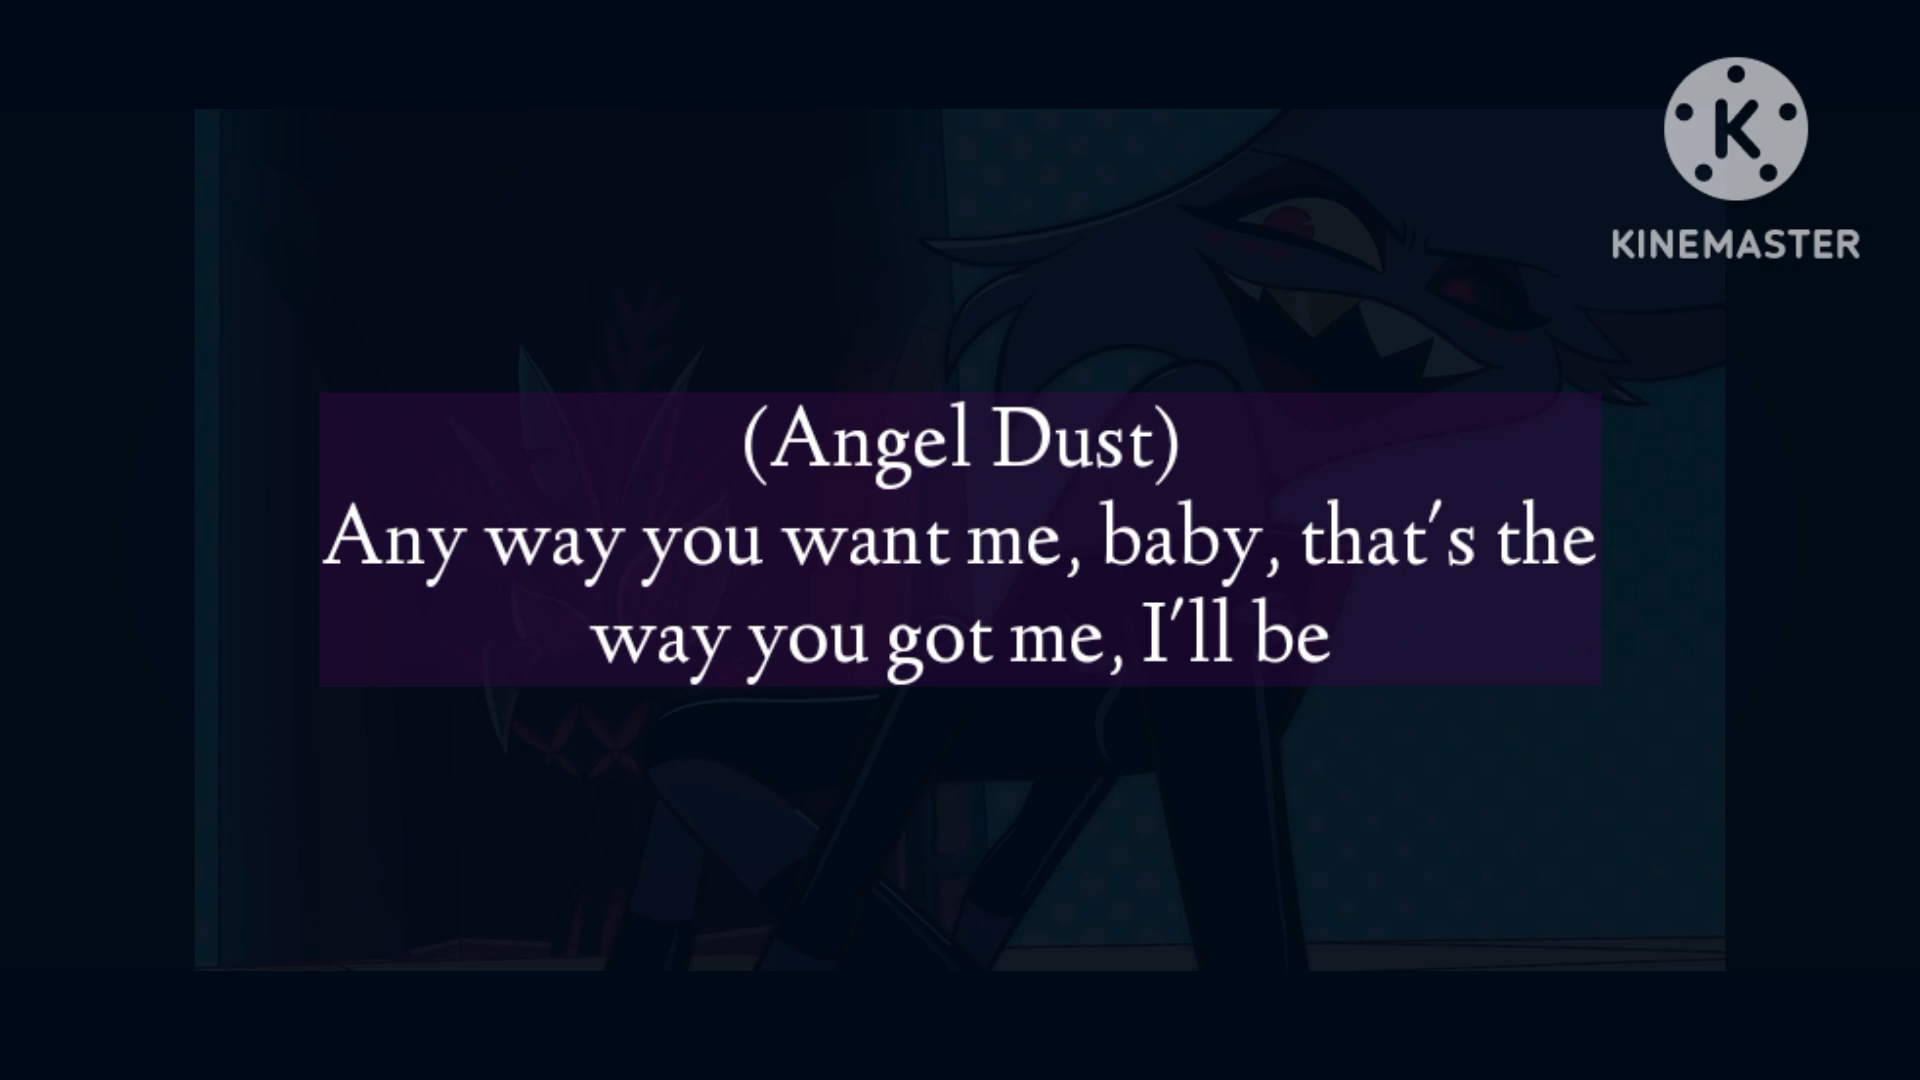 KINEMASTER
(Angel Dust)
Any way you want me, baby, that's the
way you got me, I'll be